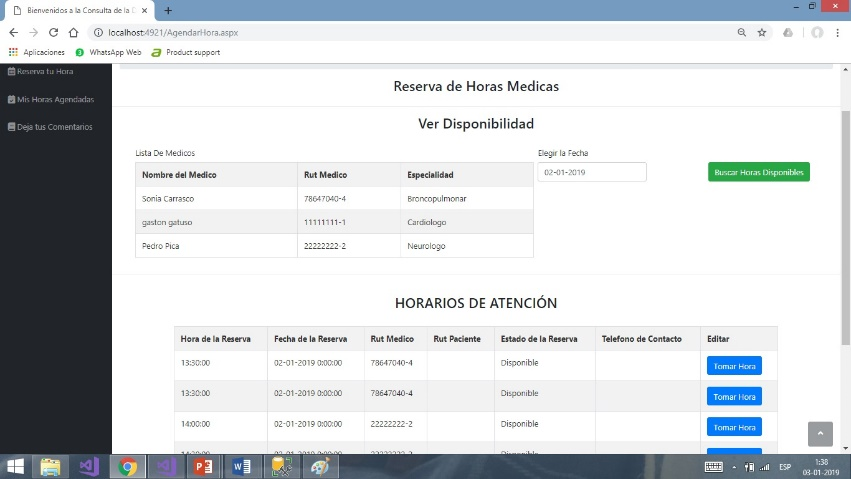 Bienvenidos a la Consulta de la D
localhost:4921/AgendarHora.aspx
Aplicaciones WhatsApp Web Product support
Reserva tu Hora
Mis Horas Agendadas
Deja tus Comentarios
Reserva de Horas Medicas
Ver Disponibilidad
Lista De Medicos
Elegir la Fecha
Nombre del Medico Rut Medico Especialidad
02-01-2019
Buscar Horas Disponibles
Sonia Carrasco 78647040-4 Broncopulmonar
gaston gatuso 11111111-1 Cardiologo
Pedro Pica 22222222-2 Neurologo
HORARIOS DE ATENCIÓN
Hora de la Reserva Fecha de la Reserva Rut Medico Rut Paciente Estado de la Reserva Telefono de Contacto Editar
13:30:00 02-01-2019 0:00:00 78647040-4 Disponible Tomar Hora
13:30:00 02-01-2019 0:00:00 78647040-4 Disponible Tomar Hora
14:00:00 02-01-2019 0:00:00 22222222-2 Disponible Tomar Hora
ESP
1:38
03-01-2019